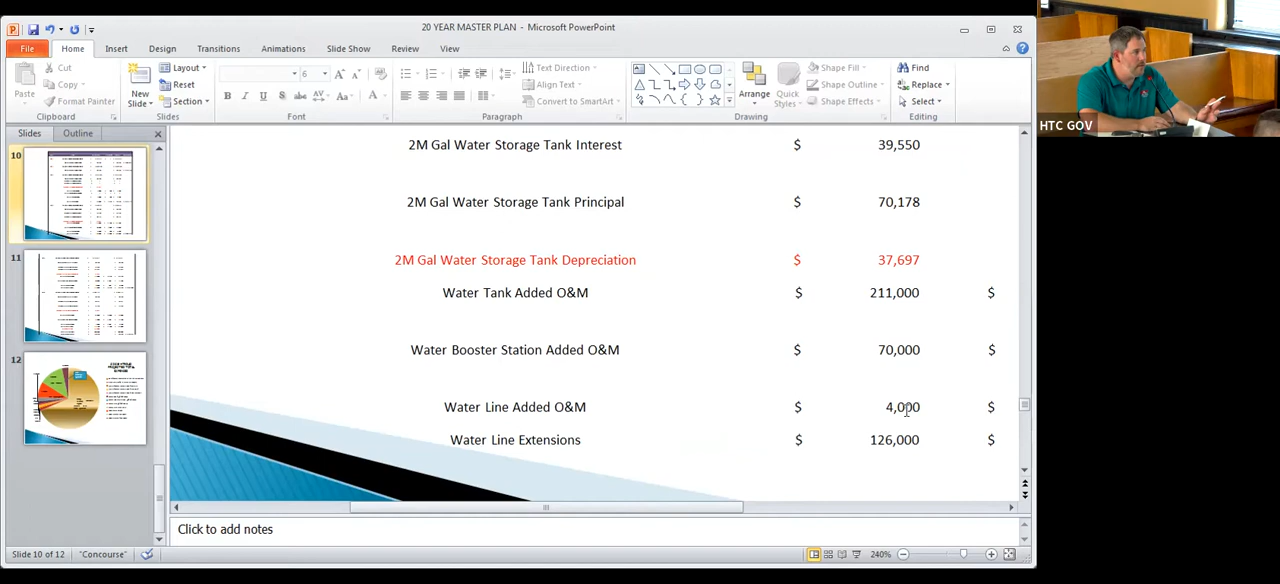 20 YEAR MASTER PLAN - Microsoft PowerPoint
File Home Insert Design Transitions Animations Slide Show Review View
Paste Cut Copy Format Painter
New Slide Layout Reset Section
6
B I U S abc AV Aa A
Text Direction
Align Text
Convert to SmartArt
Arrange Quick Styles
Shape Fill Shape Outline Shape Effects
Find Replace Select
Clipboard Slides Font Paragraph Drawing Editing
HTC GOV
Slides Outline
10
11
12
2M Gal Water Storage Tank Interest $ 39,550
2M Gal Water Storage Tank Principal $ 70,178
2M Gal Water Storage Tank Depreciation $ 37,697
Water Tank Added O&M $ 211,000 $
Water Booster Station Added O&M $ 70,000 $
Water Line Added O&M $ 4,000 $
Water Line Extensions $ 126,000 $
Click to add notes
Slide 10 of 12 "Concourse" 240%